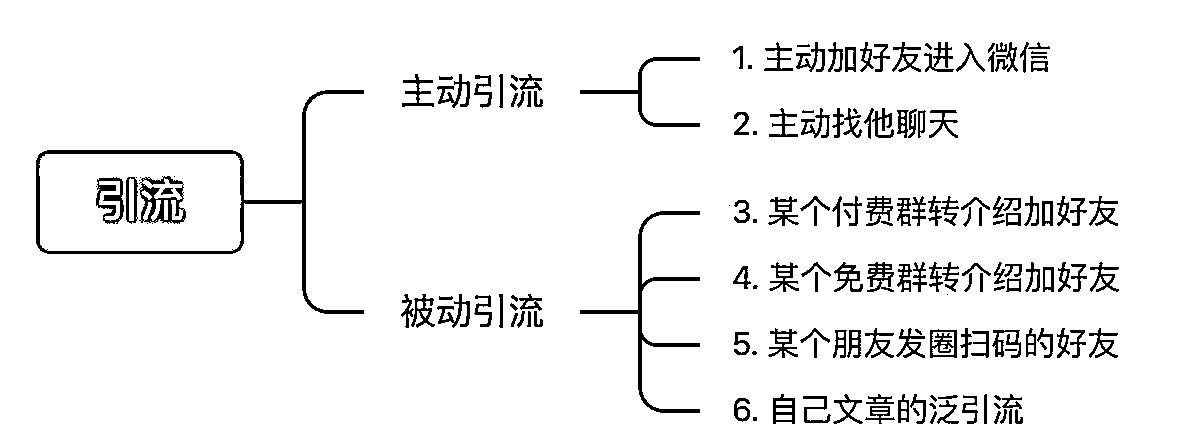 引流
主动引流
1. 主动加好友进入微信
2. 主动找他聊天
被动引流
3. 某个付费群转介绍加好友
4. 某个免费群转介绍加好友
5. 某个朋友发圈扫码的好友
6. 自己文章的泛引流